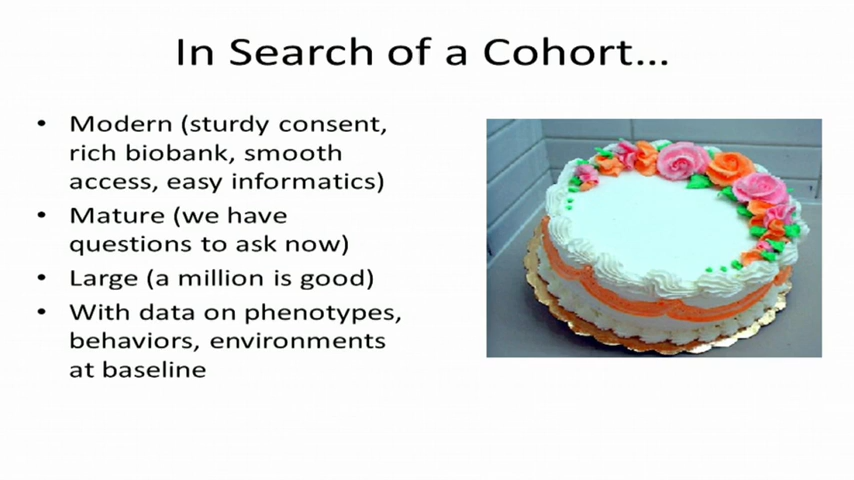 In Search of a Cohort...
• Modern (sturdy consent,
rich biobank, smooth
access, easy informatics)
• Mature (we have
questions to ask now)
• Large (a million is good)
• With data on phenotypes,
behaviors, environments
at baseline